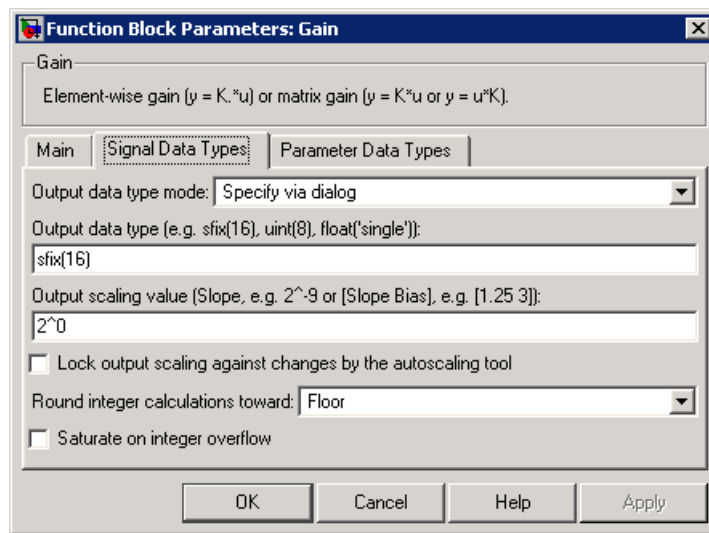 Function Block Parameters: Gain
Gain
Element-wise gain (y = K.*u) or matrix gain (y = K*u or y = u*K).
Main Signal Data Types Parameter Data Types
Output data type mode: Specify via dialog
Output data type (e.g. sfix(16), uint(8), float('single')):
sfix(16)
Output scaling value (Slope, e.g. 2^-9 or [Slope Bias], e.g. [1.25 3]):
2^0
Lock output scaling against changes by the autoscaling tool
Round integer calculations toward: Floor
Saturate on integer overflow
OK Cancel Help Apply